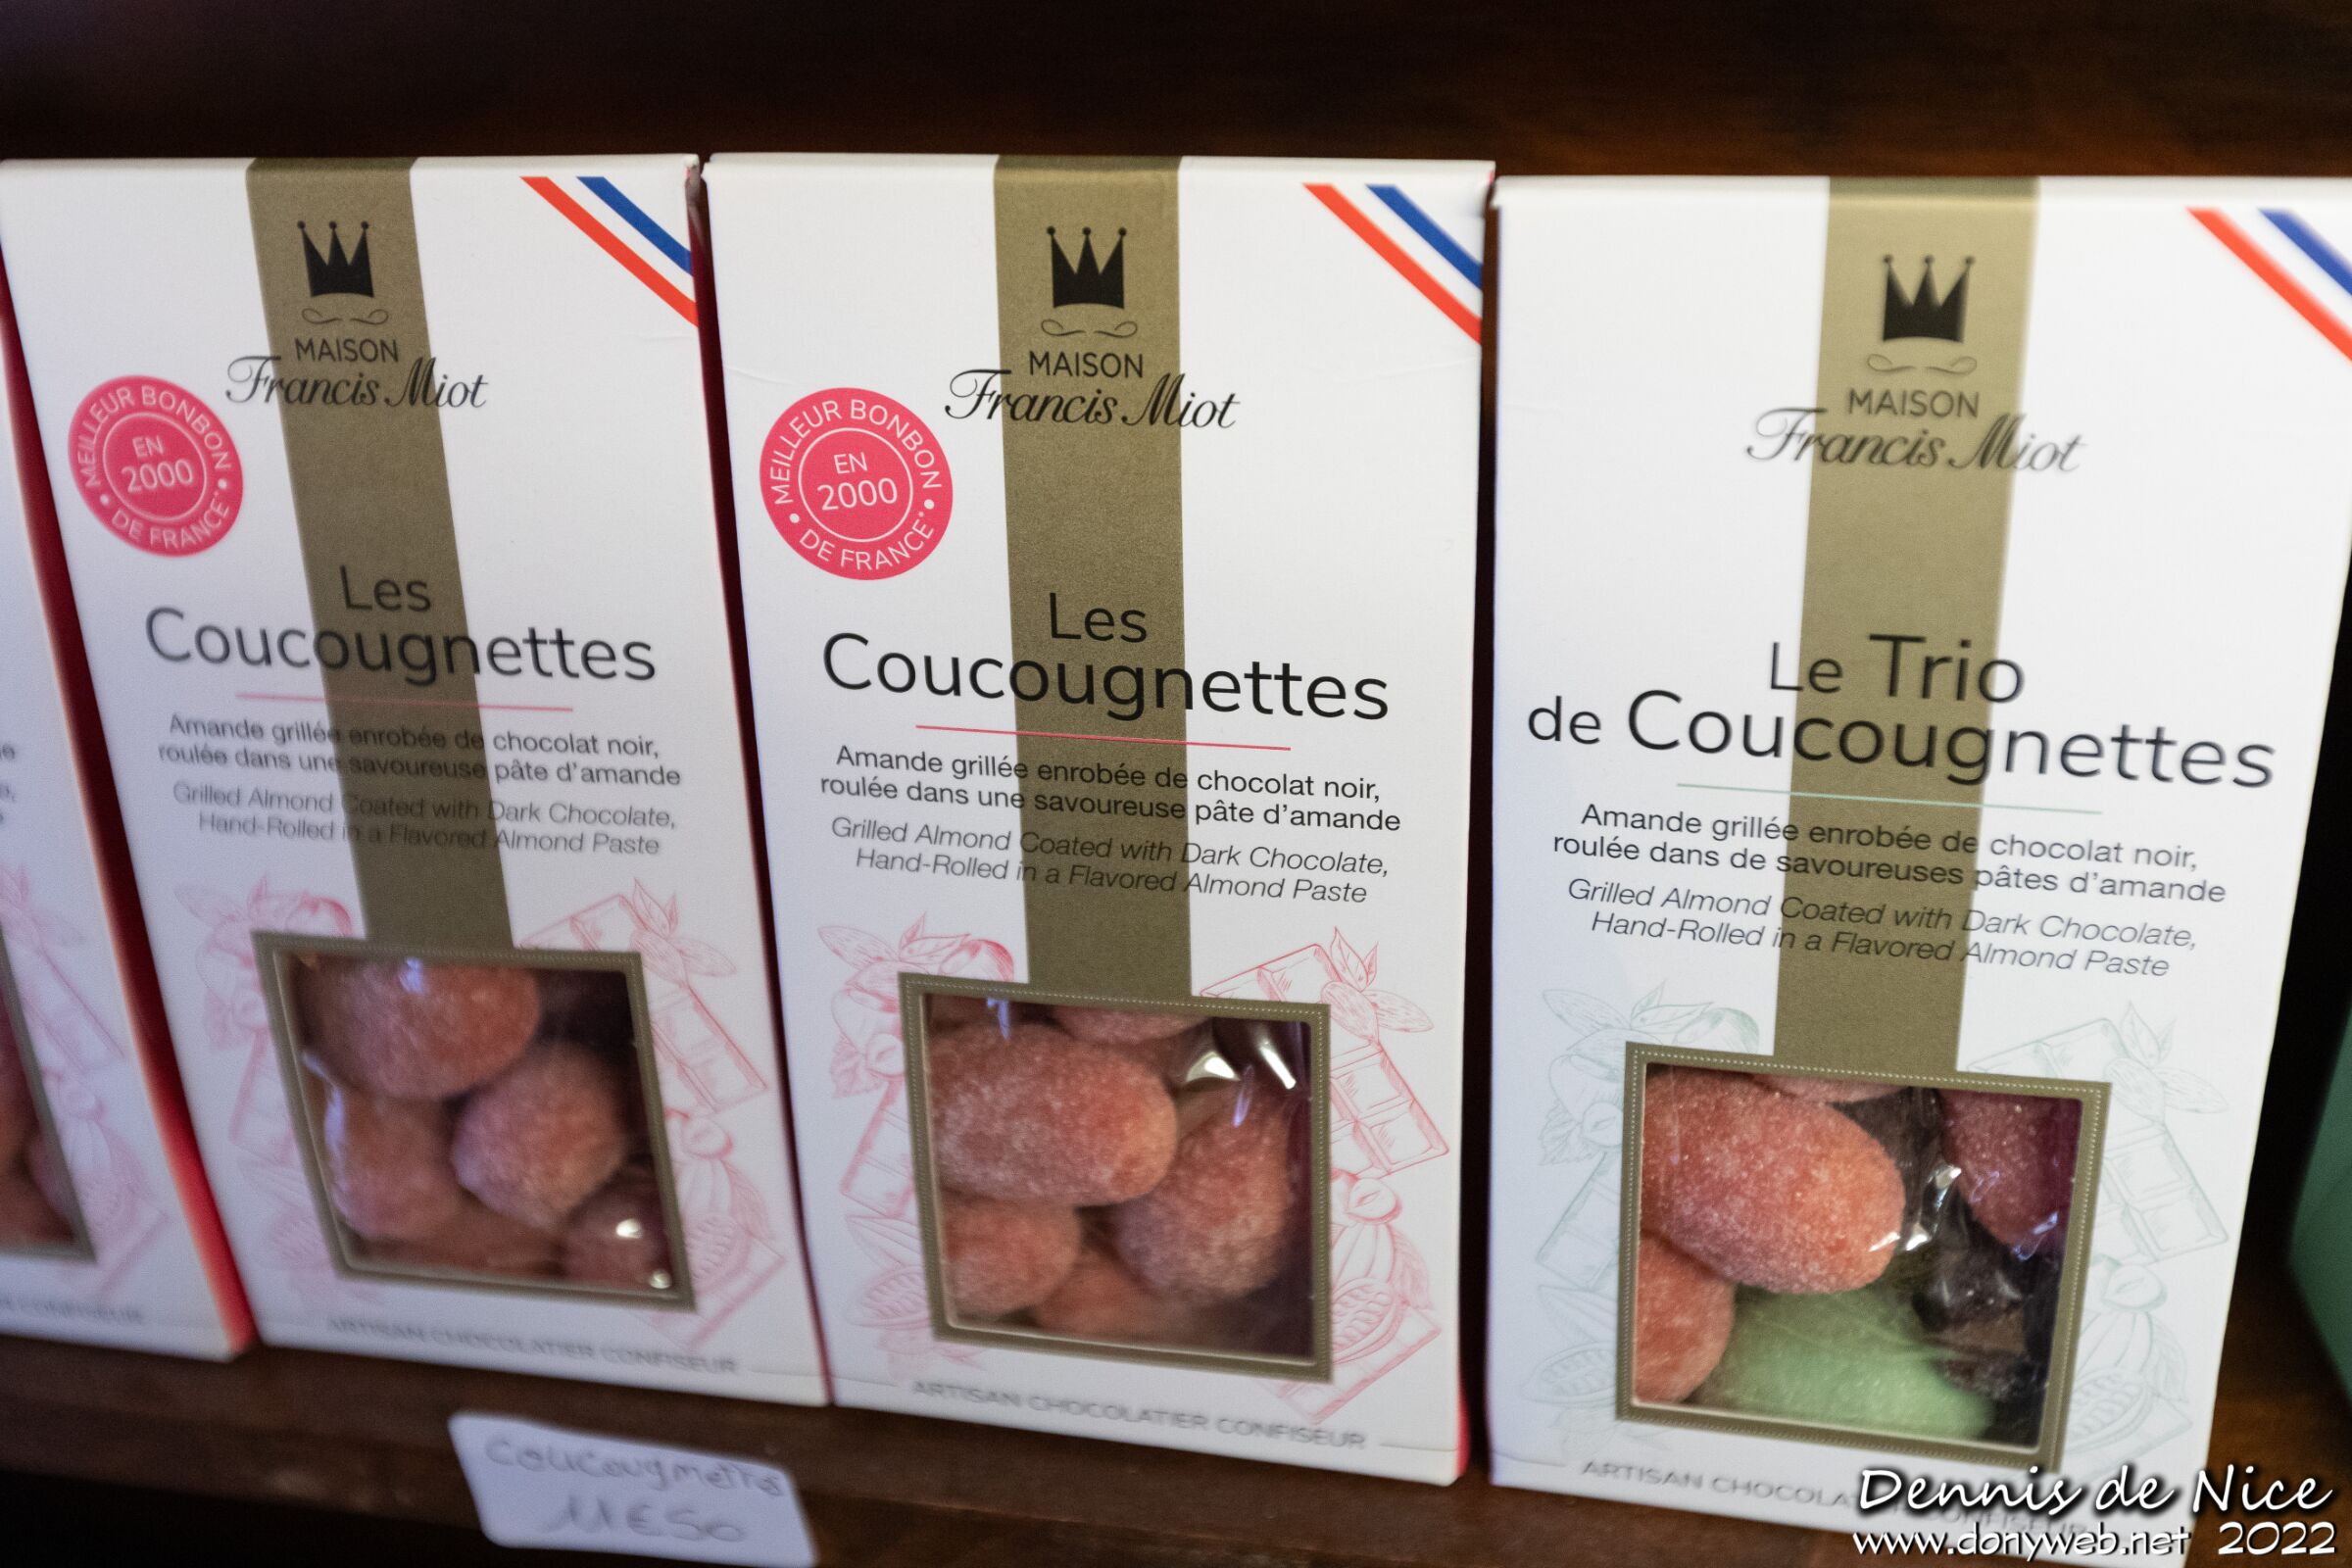 MAISON
Francis Miot
MEILLEUR BONBON
EN
2000
DE FRANCE*
Les
Coucougnettes
Amande grillée enrobée de chocolat noir,
roulée dans une savoureuse pâte d'amande
Grilled Almond Coated with Dark Chocolate,
Hand-Rolled in a Flavored Almond Paste
ARTISAN CHOCOLATIER CONFISEUR
MAISON
Francis Miot
MEILLEUR BONBON
EN
2000
DE FRANCE*
Les
Coucougnettes
Amande grillée enrobée de chocolat noir,
roulée dans une savoureuse pâte d'amande
Grilled Almond Coated with Dark Chocolate,
Hand-Rolled in a Flavored Almond Paste
ARTISAN CHOCOLATIER CONFISEUR
MAISON
Francis Miot
Le Trio
de Coucougnettes
Amande grillée enrobée de chocolat noir,
roulée dans de savoureuses pâtes d'amande
Grilled Almond Coated with Dark Chocolate,
Hand-Rolled in a Flavored Almond Paste
ARTISAN
Coucougnettes
11€50
Dennis de Nice
www.donyweb.net 2022